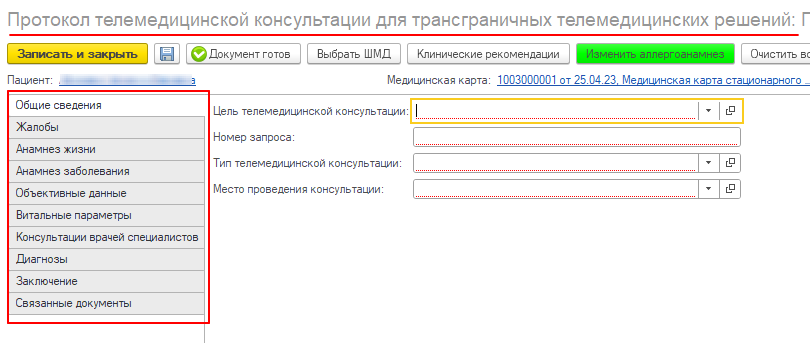 Протокол телемедицинской консультации для трансграничных телемедицинских решений: П
Записать и закрыть Документ готов Выбрать ШМД Клинические рекомендации Изменить аллергоанамнез Очистить вс
Пациент: Медицинская карта: 1003000001 от 25.04.23, Медицинская карта стационарного ...
Общие сведения
Цель телемедицинской консультации:
Жалобы
Номер запроса:
Анамнез жизни
Тип телемедицинской консультации:
Анамнез заболевания
Место проведения консультации:
Объективные данные
Витальные параметры
Консультации врачей специалистов
Диагнозы
Заключение
Связанные документы